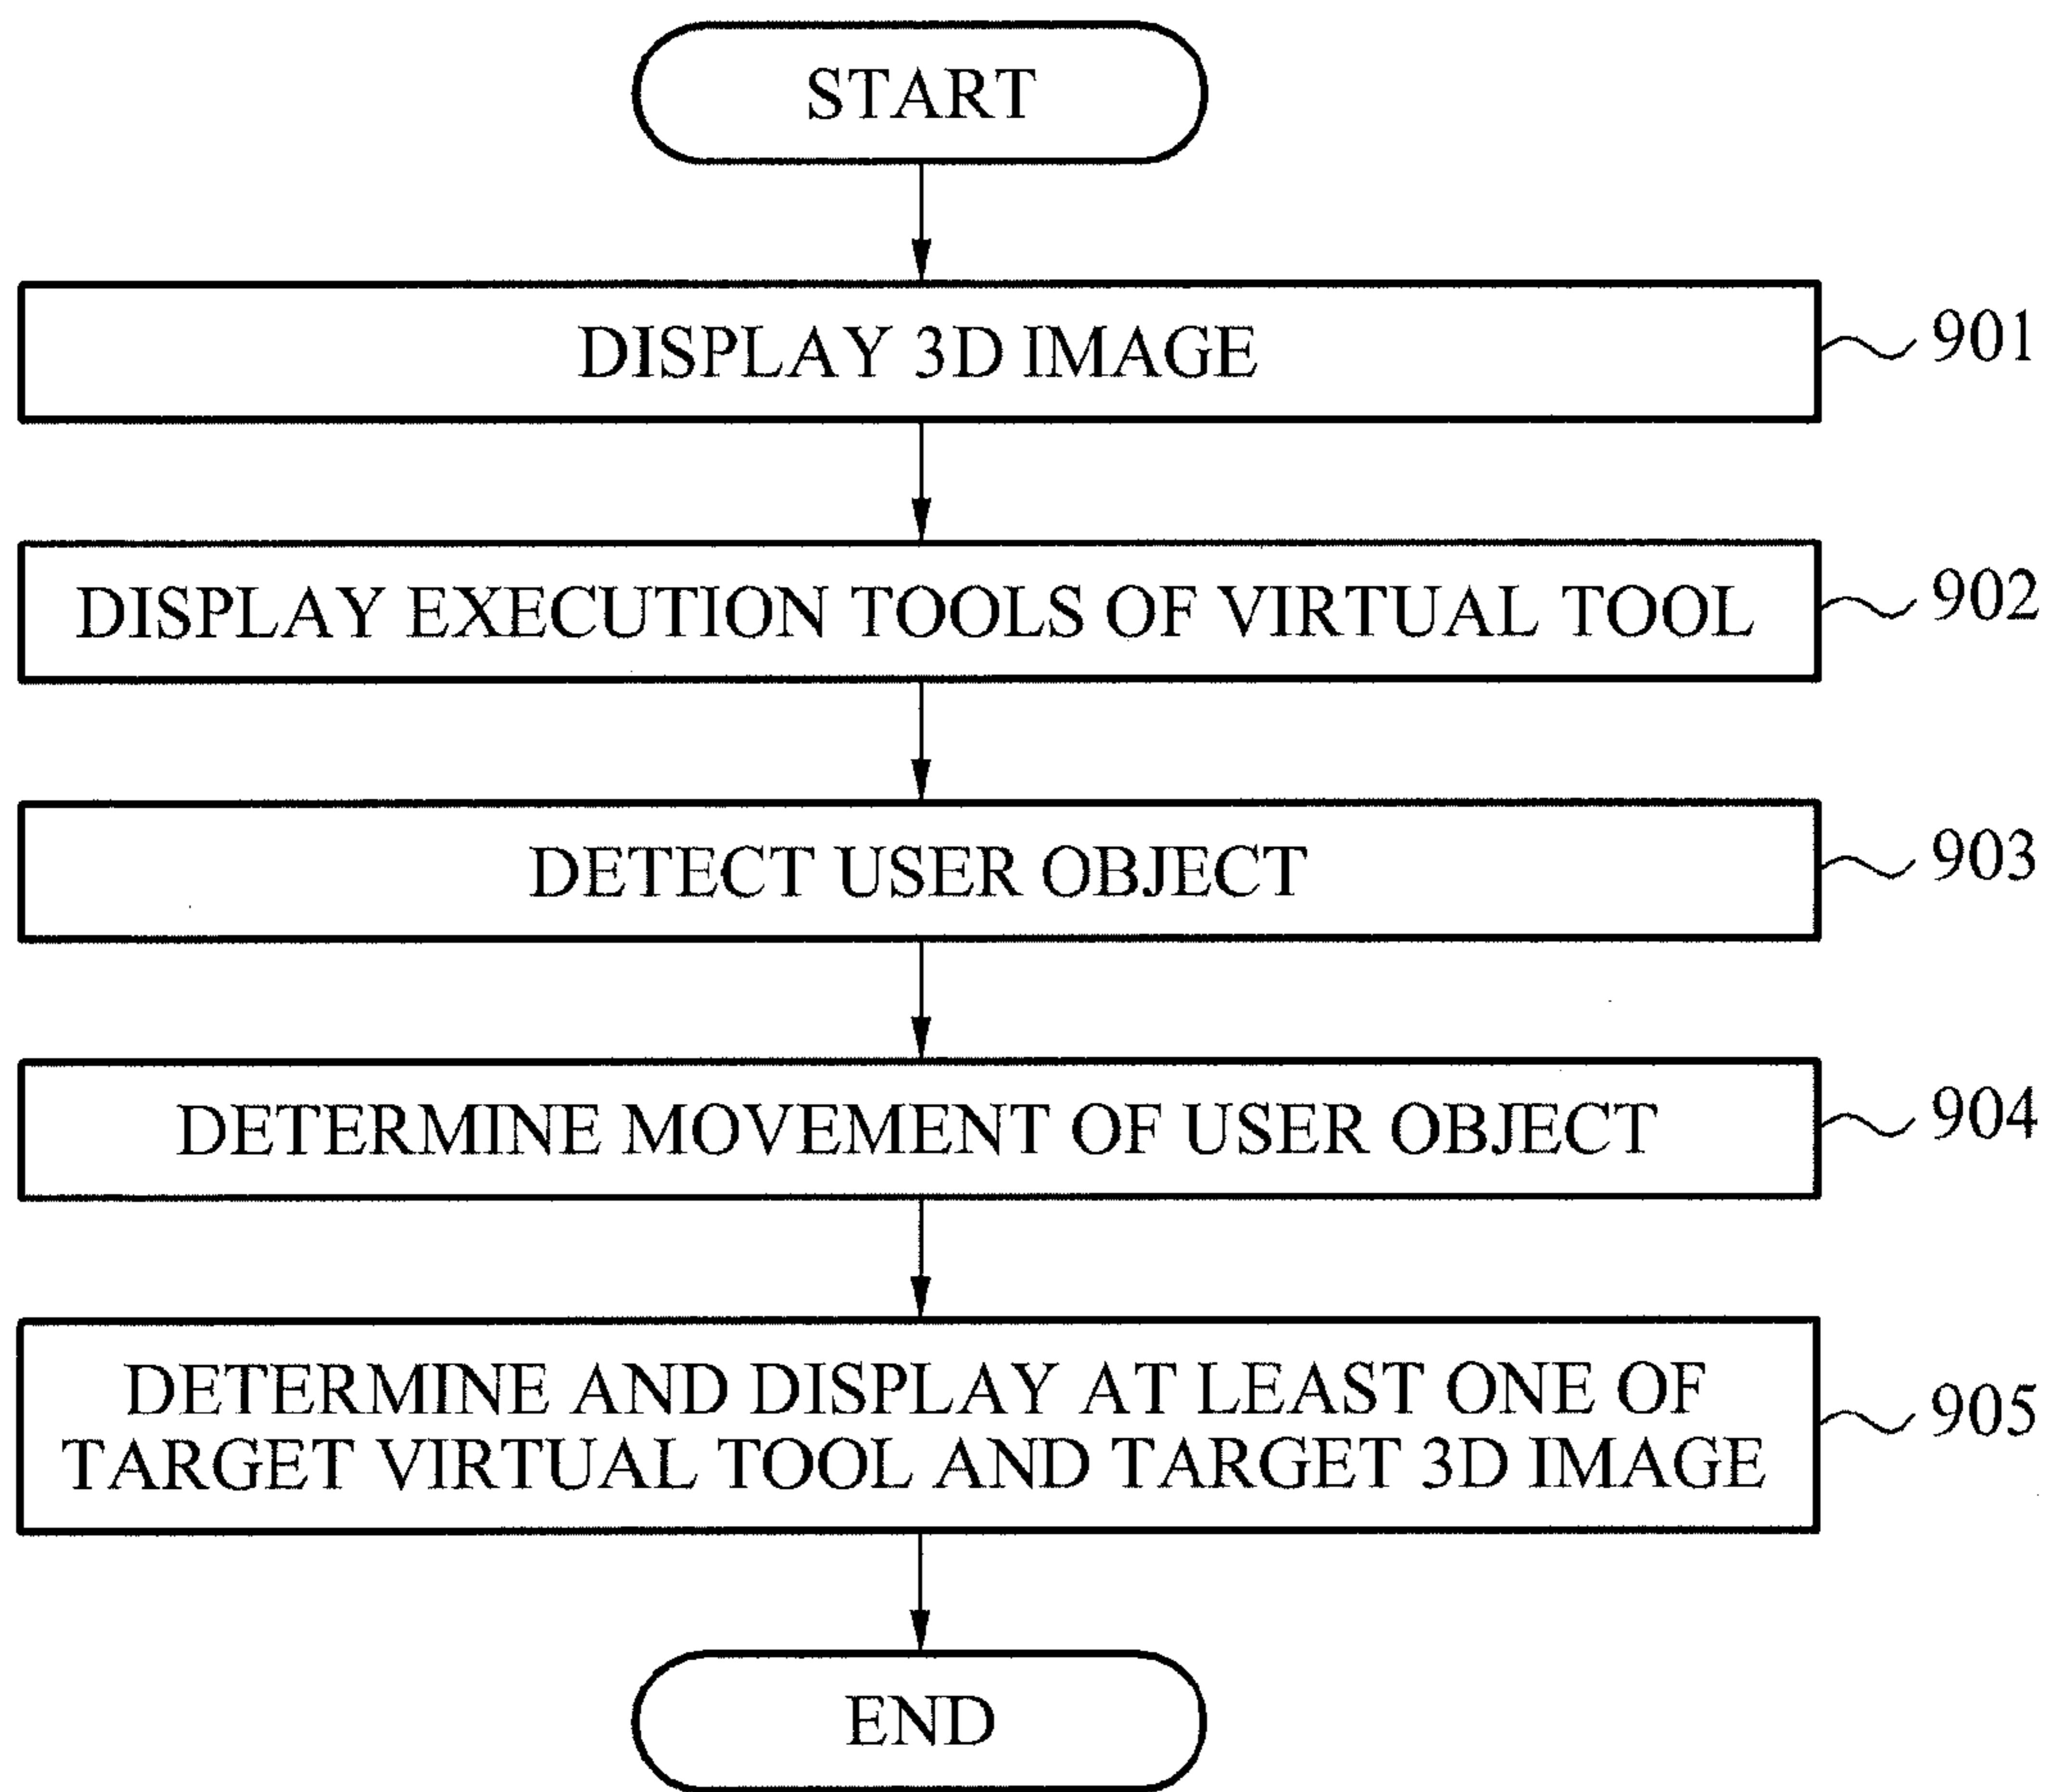 START
DISPLAY 3D IMAGE
901
DISPLAY EXECUTION TOOLS OF VIRTUAL TOOL
902
DETECT USER OBJECT
903
DETERMINE MOVEMENT OF USER OBJECT
904
DETERMINE AND DISPLAY AT LEAST ONE OF
TARGET VIRTUAL TOOL AND TARGET 3D IMAGE
905
END